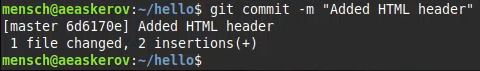 mensch@aeaskerov:~/hello$ git commit -m "Added HTML header"
[master 6d6170e] Added HTML header
 1 file changed, 2 insertions(+)
mensch@aeaskerov:~/hello$